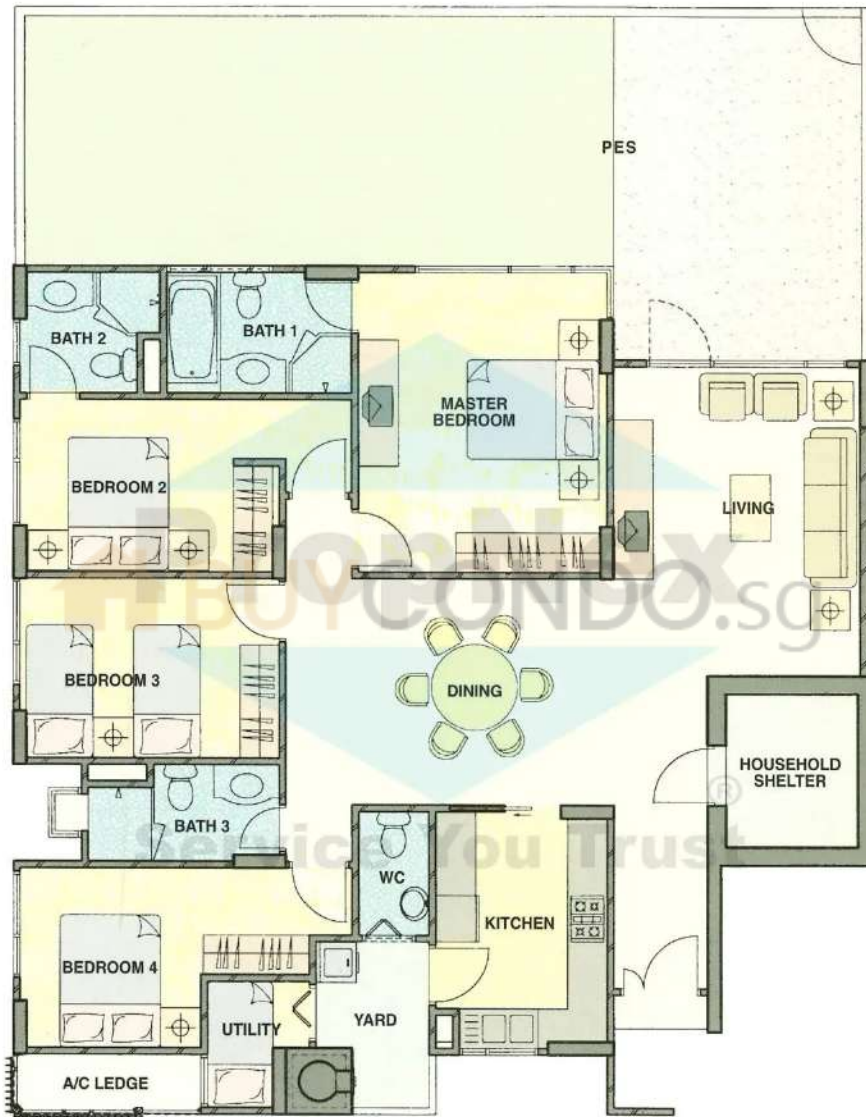 PES
BATH 2
BATH 1
MASTER
BEDROOM
BEDROOM 2
LIVING
PropNex
BUYCONDO.sg
BEDROOM 3
DINING
HOUSEHOLD
SHELTER
®
BATH 3
Service You Trust
WC
KITCHEN
BEDROOM 4
UTILITY
YARD
A/C LEDGE